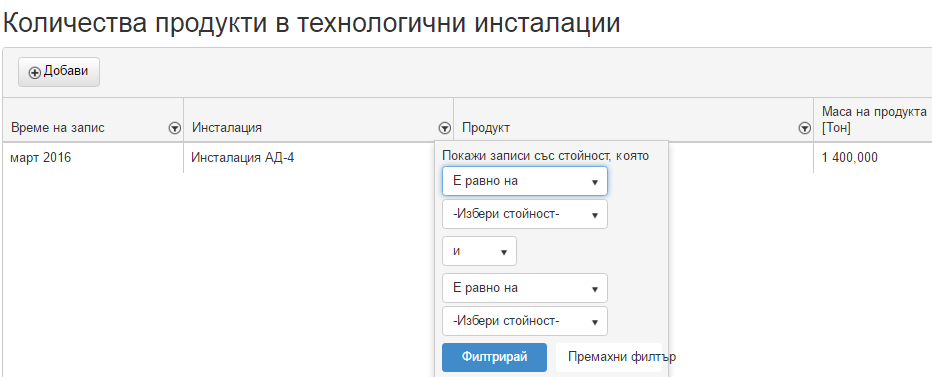 Количества продукти в технологични инсталации
Добави
Време на запис
Инсталация
Продукт
Маса на продукта
[Тон]
март 2016
Инсталация АД-4
1 400,000
Покажи записи със стойност, която
Е равно на
-Избери стойност-
и
Е равно на
-Избери стойност-
Филтрирай
Премахни филтър